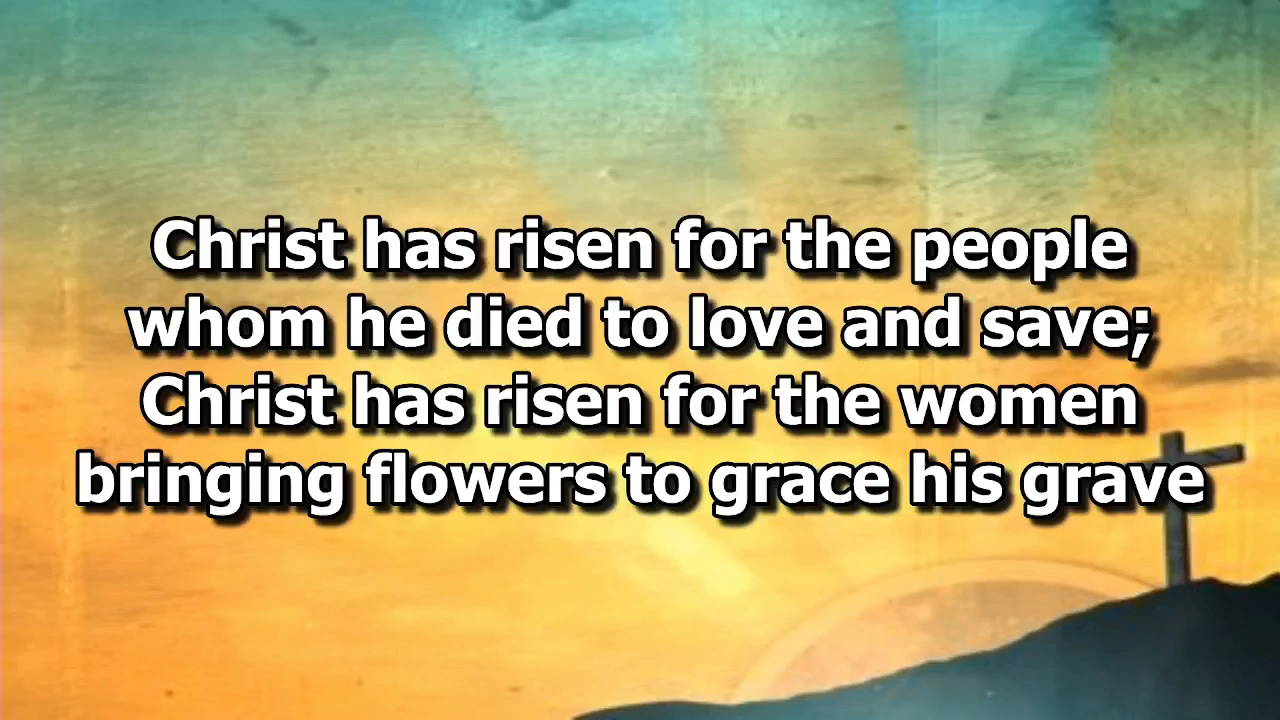 Christ has risen for the people
whom he died to love and save;
Christ has risen for the women
bringing flowers to grace his grave